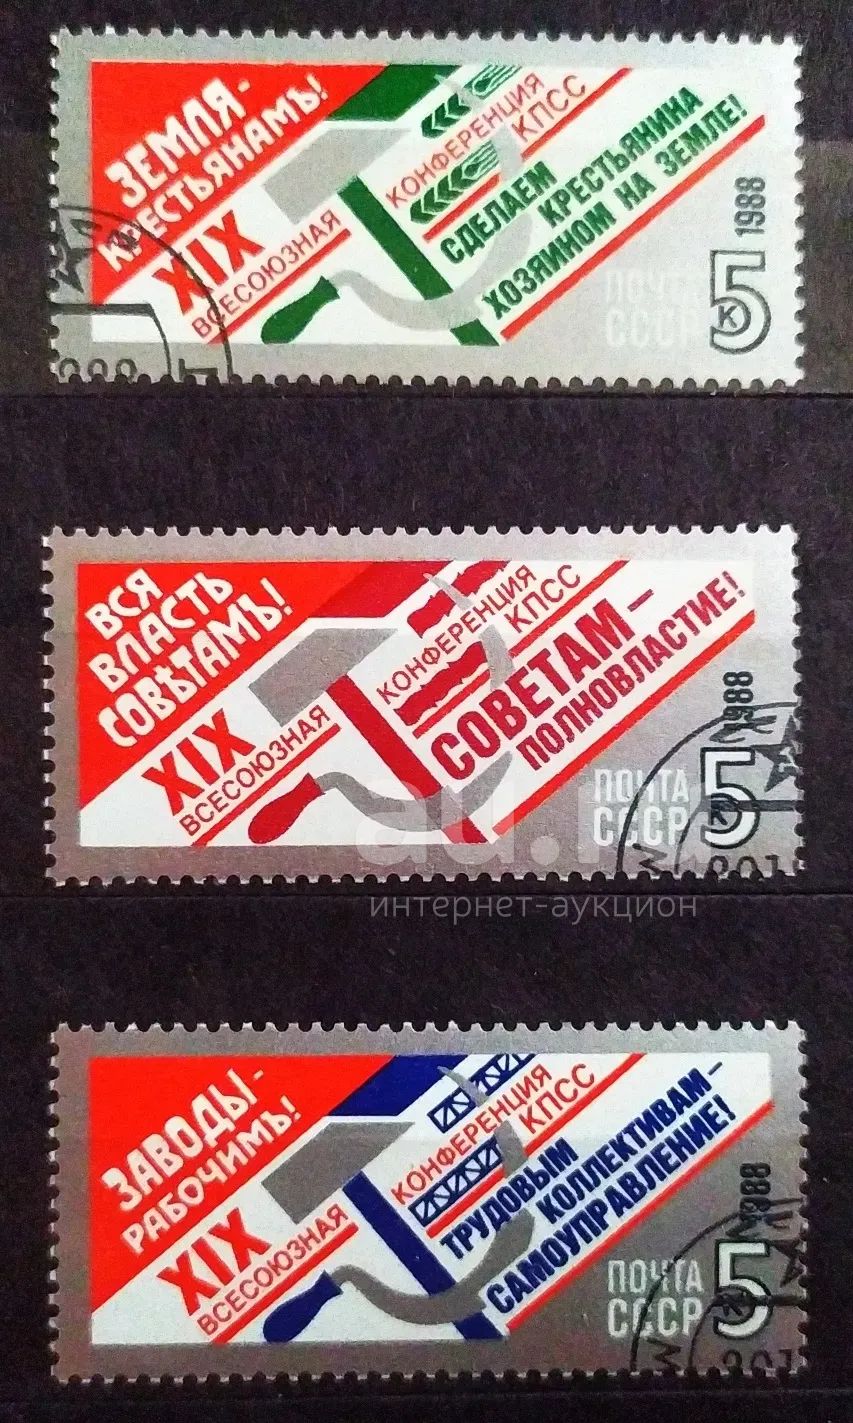 ЗЕМЛЯ-
КРЕСТЬЯНАМЪ!
XIX
ВСЕСОЮЗНАЯ
КОНФЕРЕНЦИЯ
КПСС
СДЕЛАЕМ
КРЕСТЬЯНИНА
ХОЗЯИНОМ НА ЗЕМЛЕ!
1988
ПОЧТА
СССР
5
К
ВСЯ
ВЛАСТЬ
СОВѢТАМЪ!
XIX
ВСЕСОЮЗНАЯ
КОНФЕРЕНЦИЯ
КПСС
СОВЕТАМ-
ПОЛНОВЛАСТИЕ!
1988
ПОЧТА
СССР
5
К
au.ru
интернет-аукцион
ЗАВОДЫ-
РАБОЧИМЪ!
XIX
ВСЕСОЮЗНАЯ
КОНФЕРЕНЦИЯ
КПСС
ТРУДОВЫМ
КОЛЛЕКТИВАМ-
САМОУПРАВЛЕНИЕ!
1988
ПОЧТА
СССР
5
К